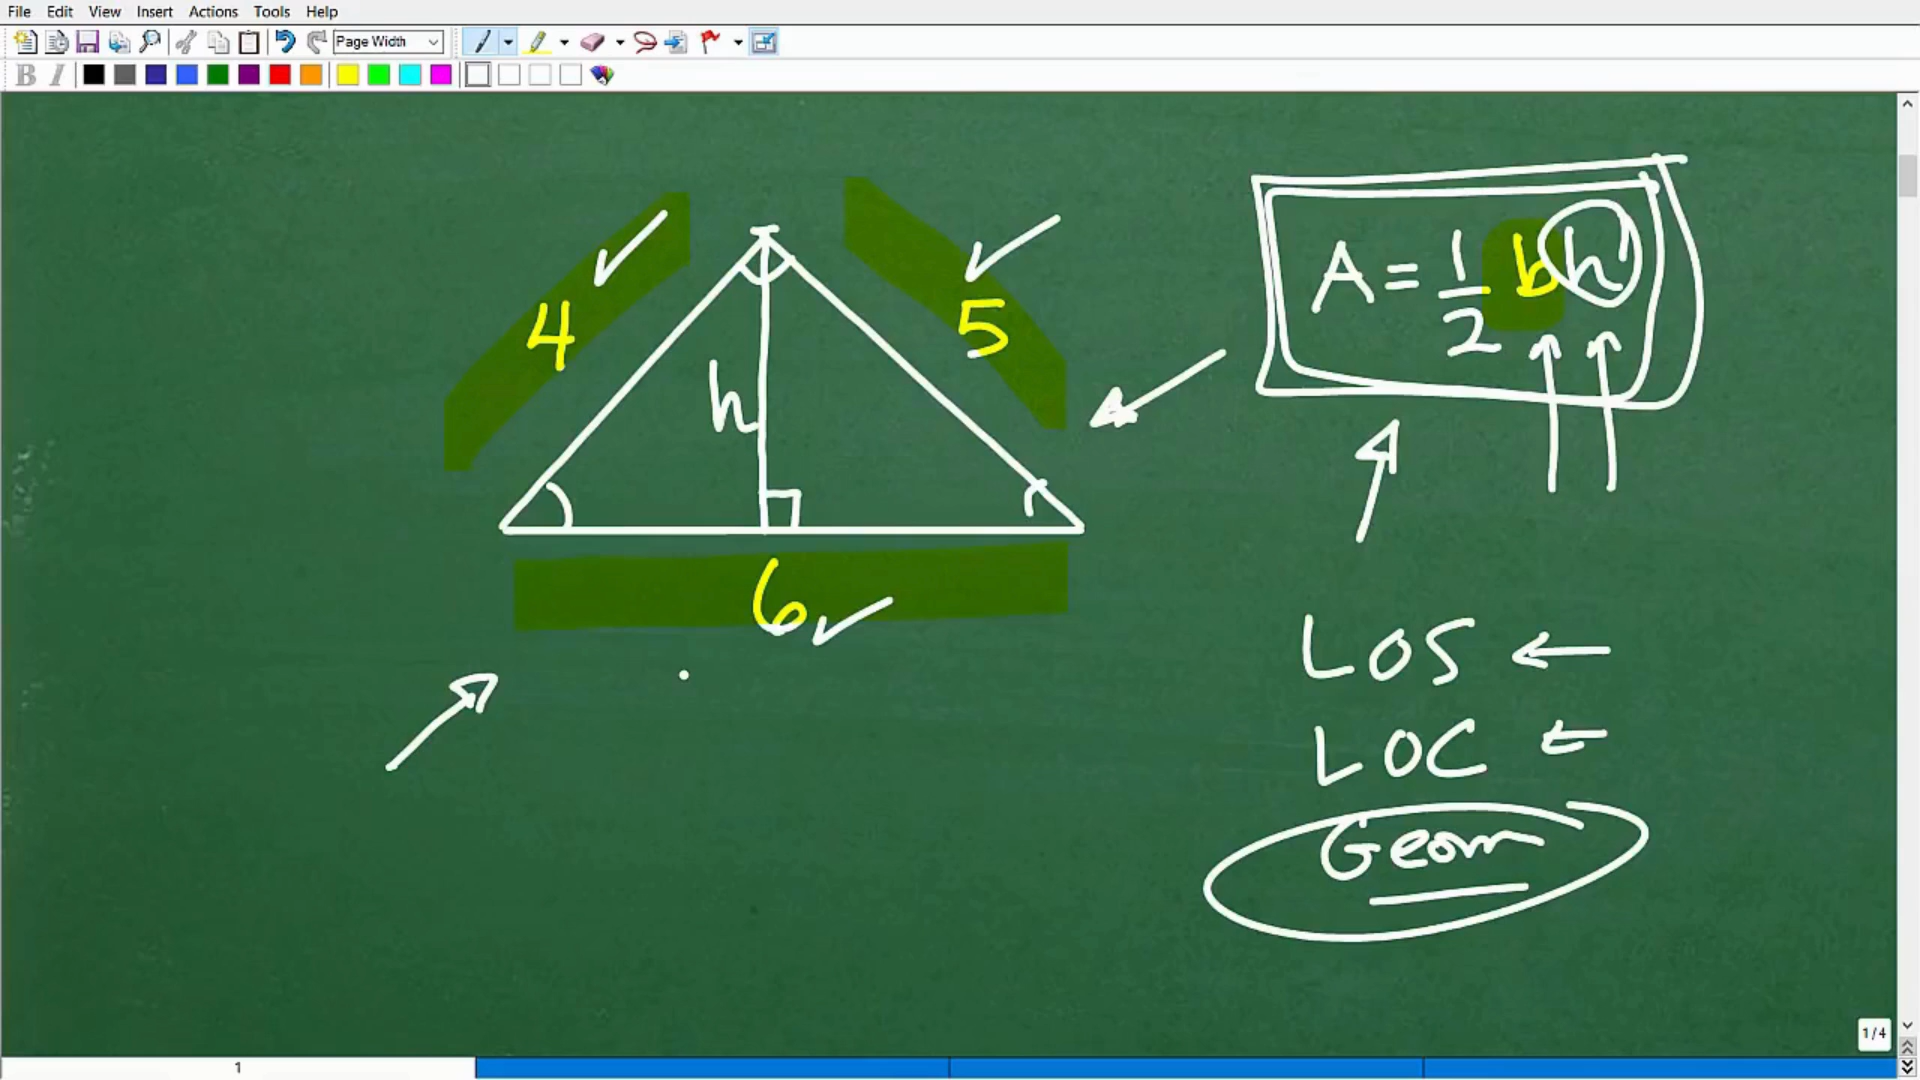 File Edit View Insert Actions Tools Help
Page Width
B I
4
5
h
6
A = 1/2 b h
LOS ←
LOC ←
Geom
1/4
1